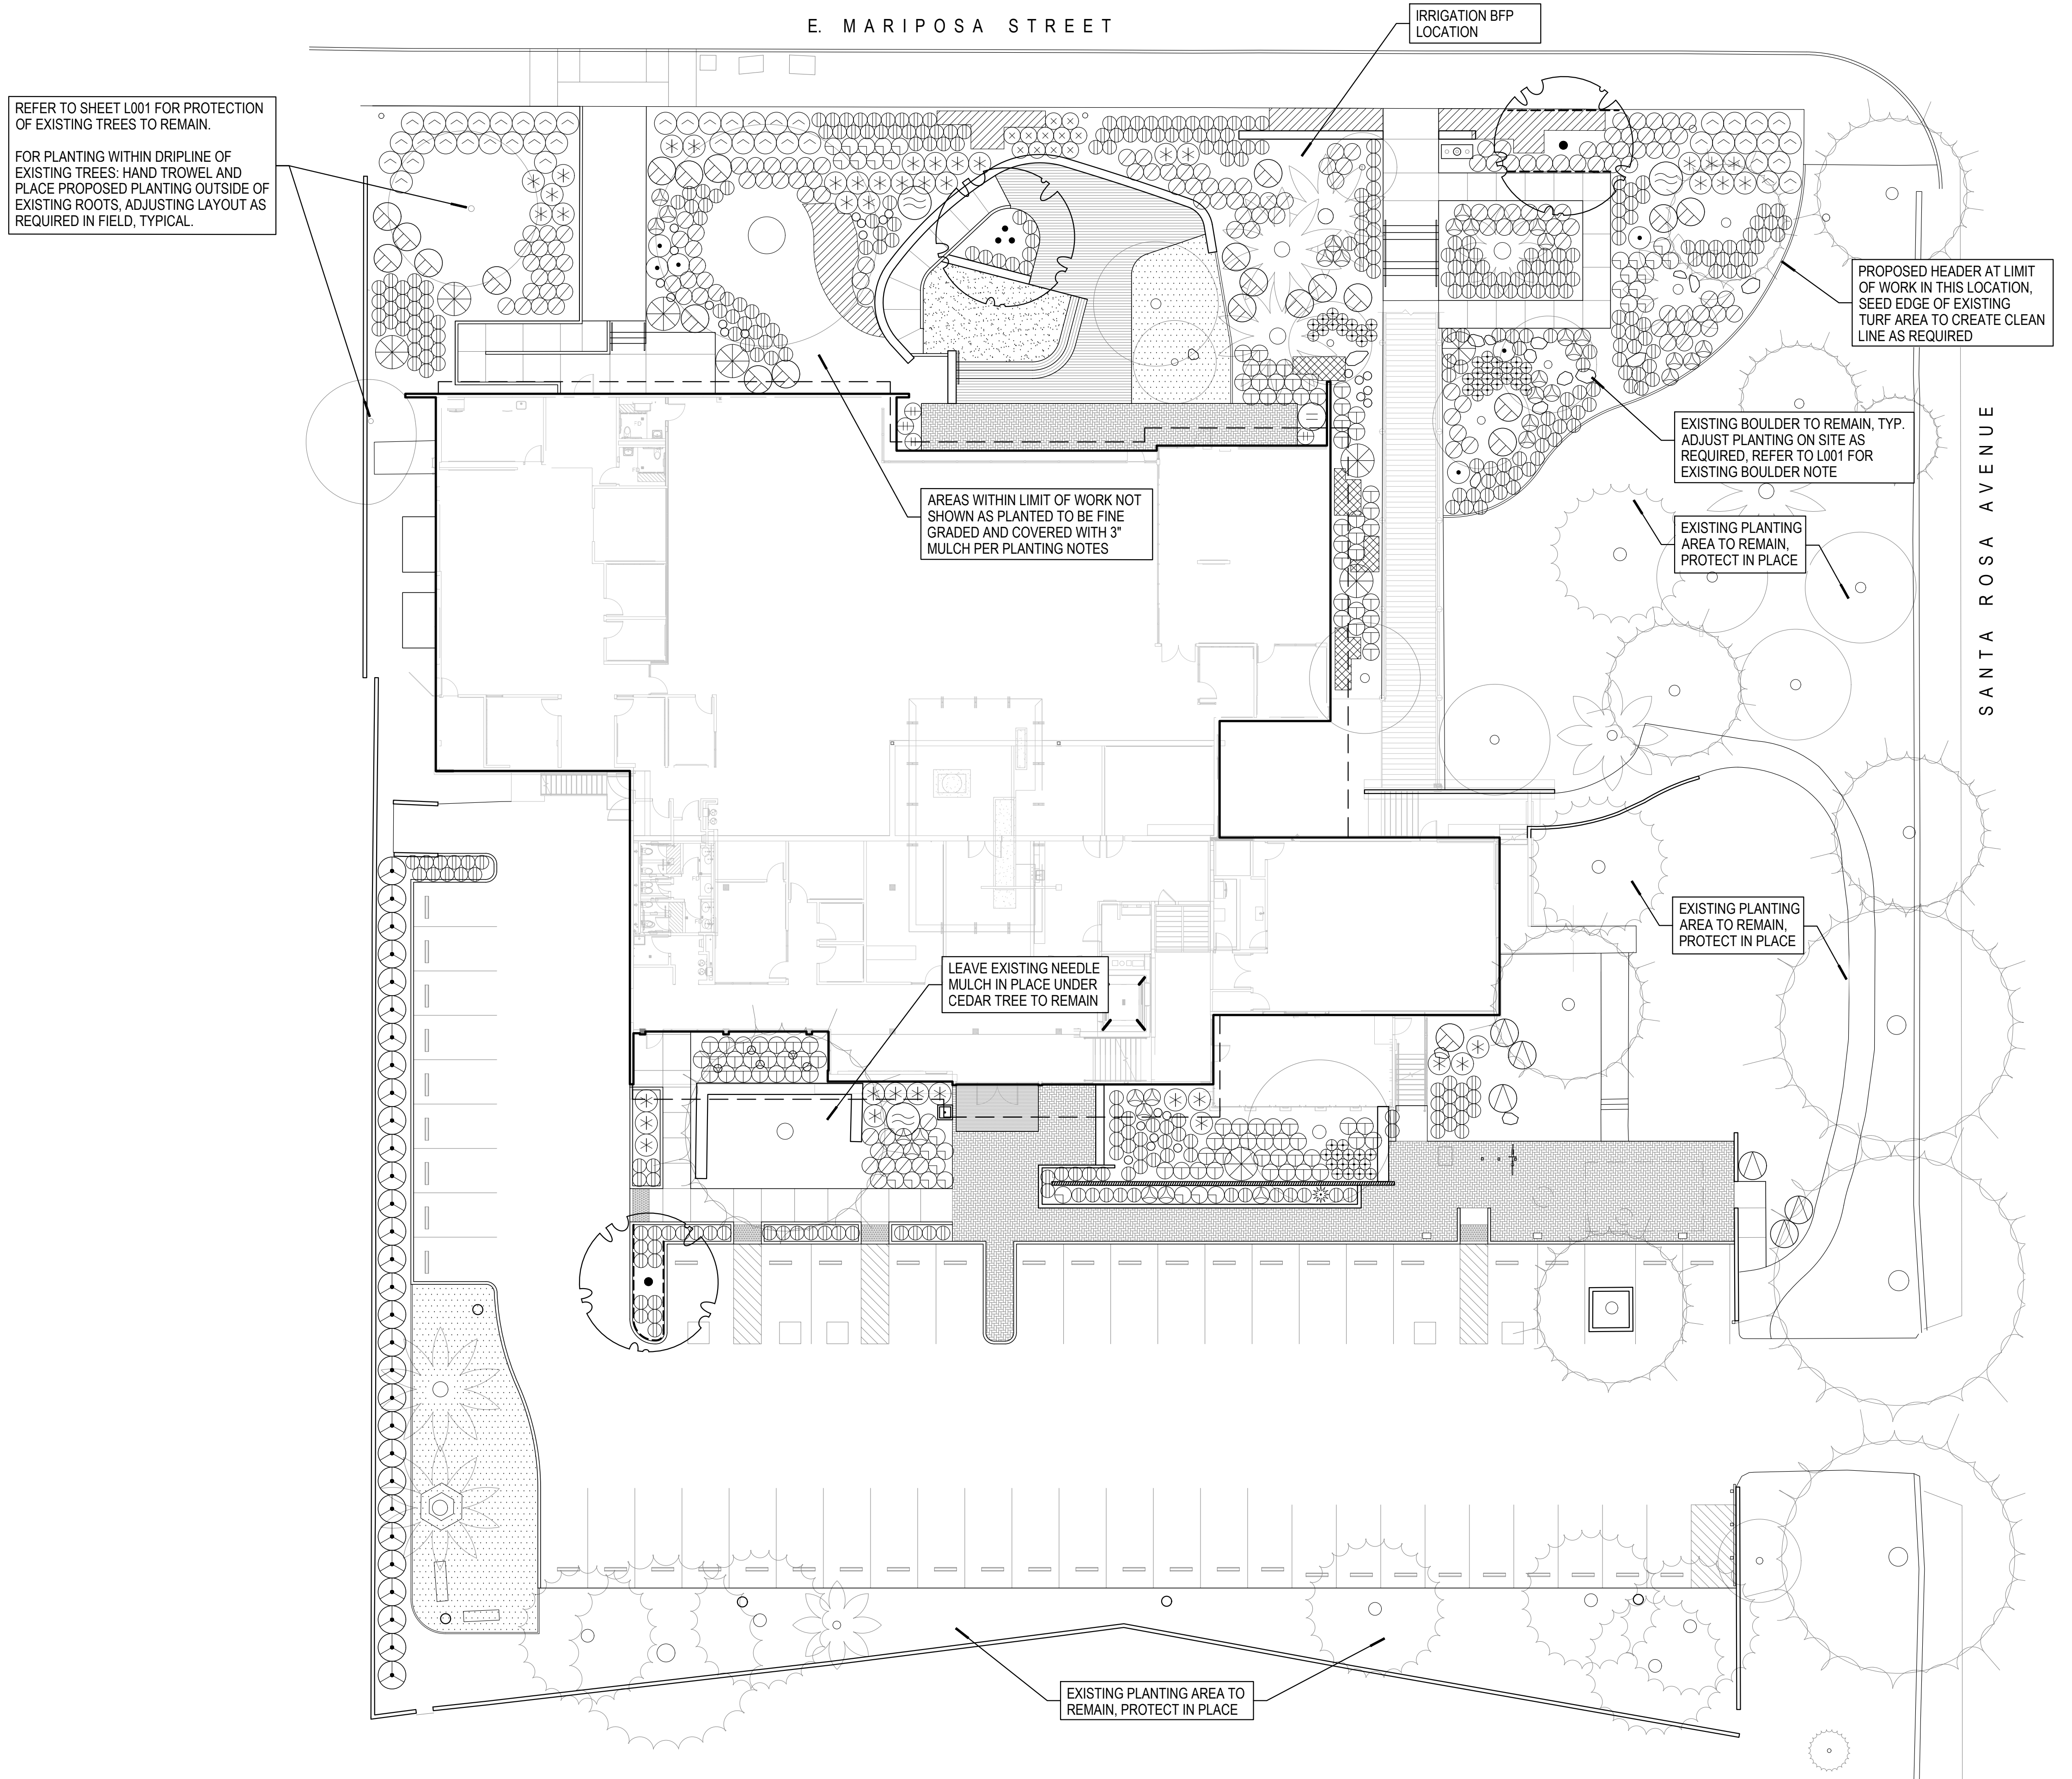 E. MARIPOSA STREET
IRRIGATION BFP
LOCATION
REFER TO SHEET L001 FOR PROTECTION
OF EXISTING TREES TO REMAIN.
FOR PLANTING WITHIN DRIPLINE OF
EXISTING TREES: HAND TROWEL AND
PLACE PROPOSED PLANTING OUTSIDE OF
EXISTING ROOTS, ADJUSTING LAYOUT AS
REQUIRED IN FIELD, TYPICAL.
PROPOSED HEADER AT LIMIT
OF WORK IN THIS LOCATION,
SEED EDGE OF EXISTING
TURF AREA TO CREATE CLEAN
LINE AS REQUIRED
EXISTING BOULDER TO REMAIN, TYP.
ADJUST PLANTING ON SITE AS
REQUIRED, REFER TO L001 FOR
EXISTING BOULDER NOTE
SANTA ROSA AVENUE
AREAS WITHIN LIMIT OF WORK NOT
SHOWN AS PLANTED TO BE FINE
GRADED AND COVERED WITH 3"
MULCH PER PLANTING NOTES
EXISTING PLANTING
AREA TO REMAIN,
PROTECT IN PLACE
EXISTING PLANTING
AREA TO REMAIN,
PROTECT IN PLACE
LEAVE EXISTING NEEDLE
MULCH IN PLACE UNDER
CEDAR TREE TO REMAIN
EXISTING PLANTING AREA TO
REMAIN, PROTECT IN PLACE